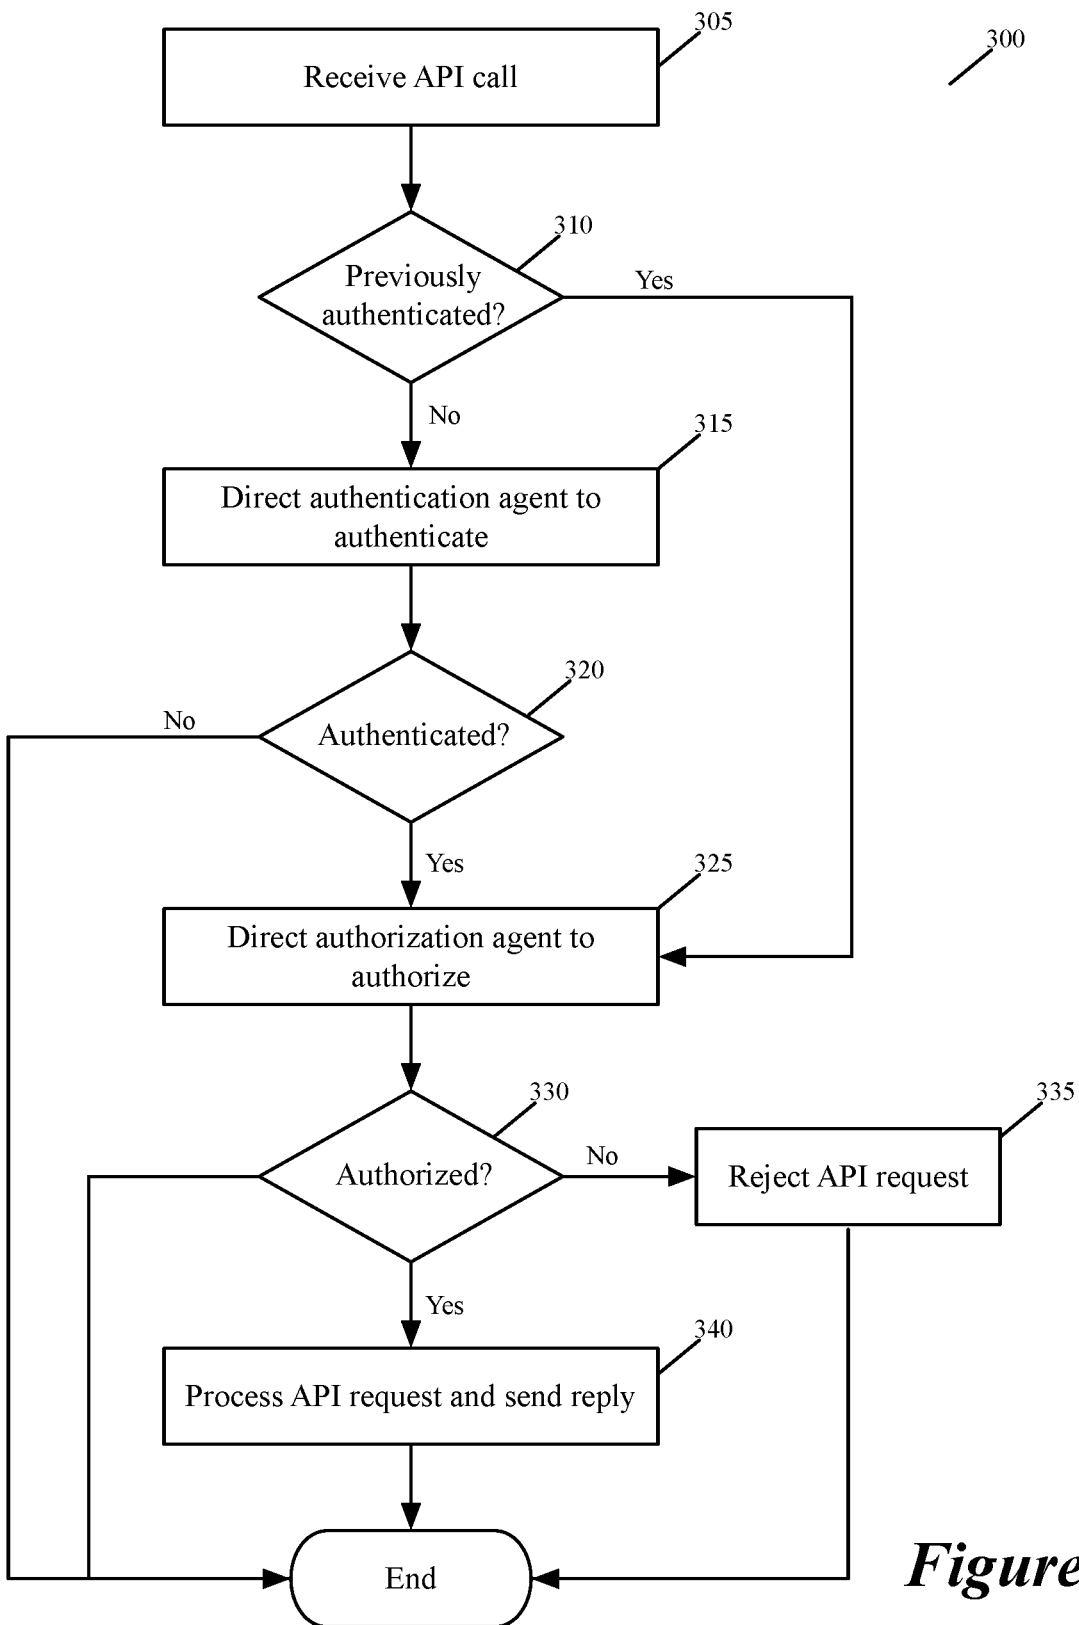 305
300
Receive API call
310
Previously
authenticated?
Yes
No
315
Direct authentication agent to
authenticate
320
No
Authenticated?
Yes
325
Direct authorization agent to
authorize
330
335
Authorized?
No
Reject API request
Yes
340
Process API request and send reply
End
Figure